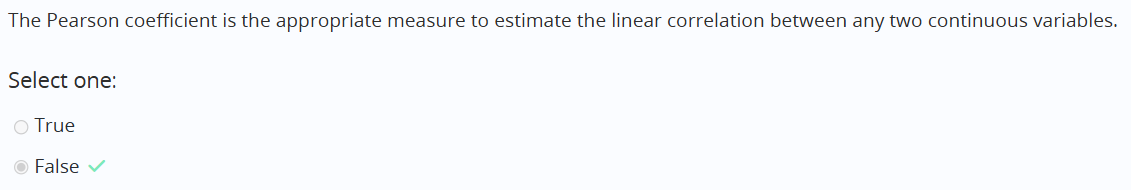 The Pearson coefficient is the appropriate measure to estimate the linear correlation between any two continuous variables.
Select one:
True
False